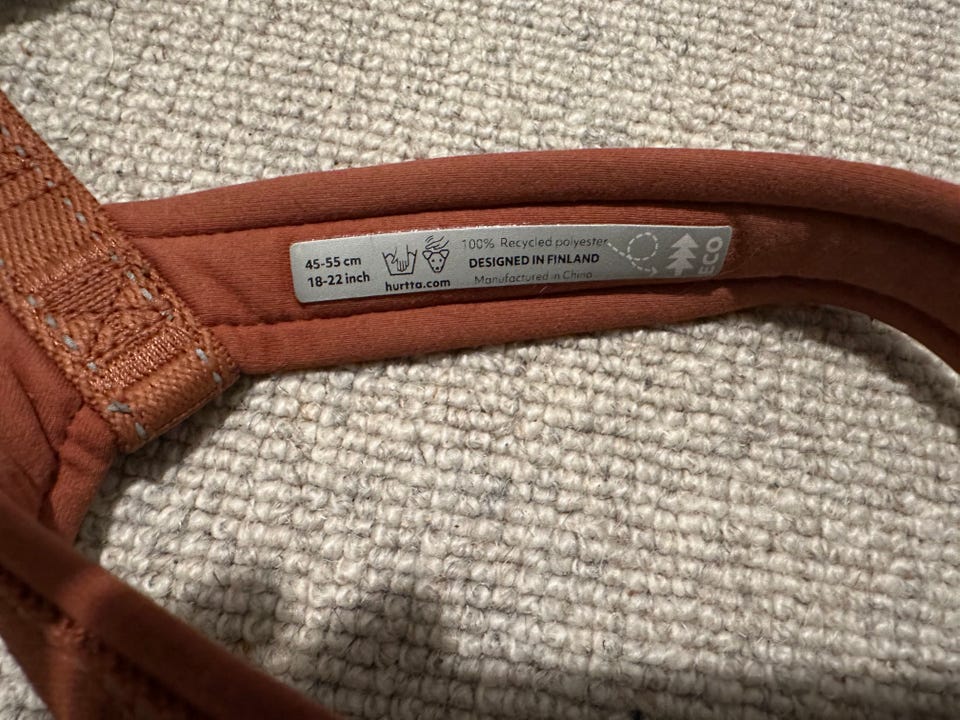 45-55 cm
18-22 inch
hurtta.com
100% Recycled polyester
DESIGNED IN FINLAND
Manufactured in China
ECO